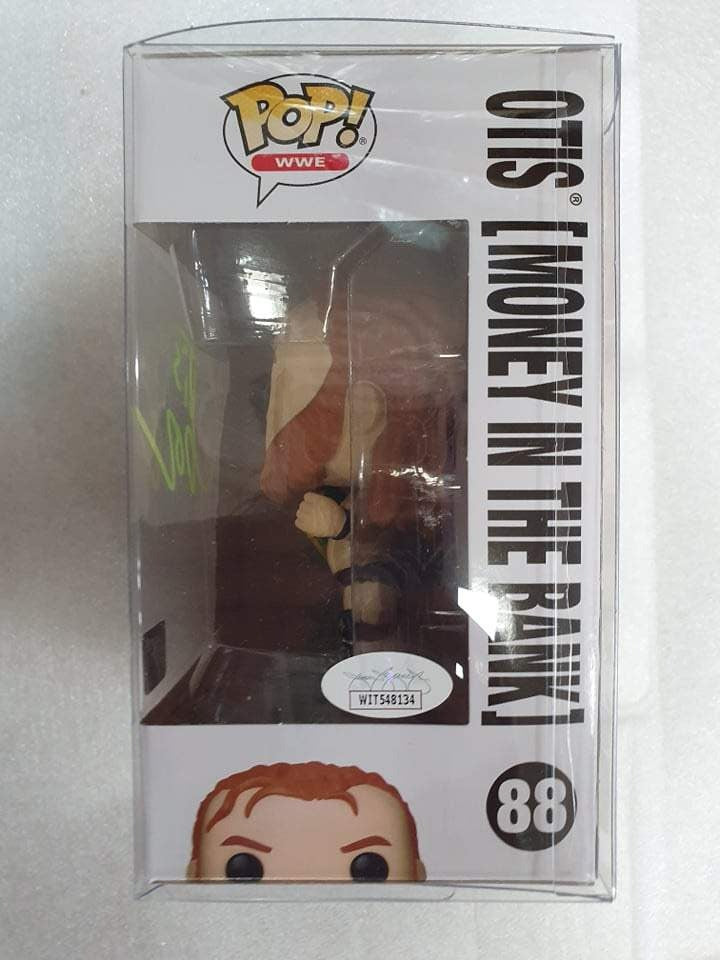 POP!®
WWE
OTIS® [MONEY IN THE BANK]
WIT548134
88